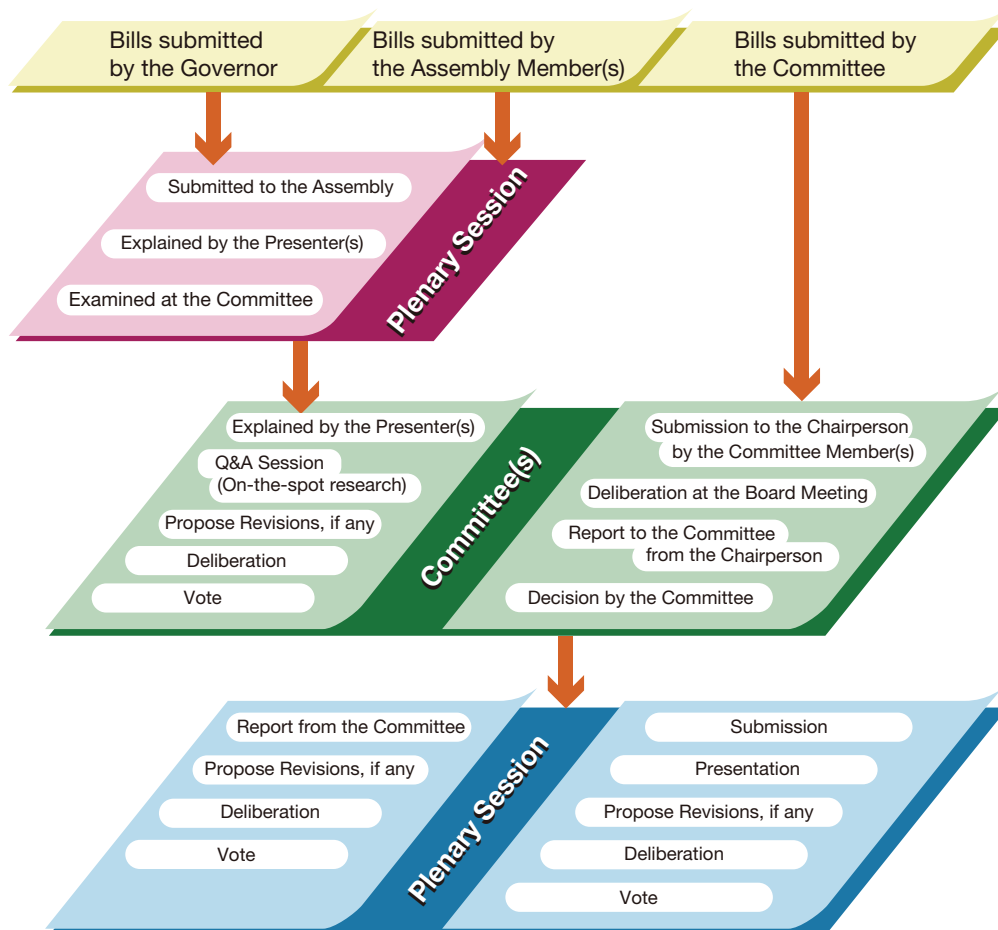 Bills submitted
by the Governor
Bills submitted by
the Assembly Member(s)
Bills submitted by
the Committee
Submitted to the Assembly
Explained by the Presenter(s)
Examined at the Committee
Plenary Session
Explained by the Presenter(s)
Q&A Session
(On-the-spot research)
Propose Revisions, if any
Deliberation
Vote
Committee(s)
Submission to the Chairperson
by the Committee Member(s)
Deliberation at the Board Meeting
Report to the Committee
from the Chairperson
Decision by the Committee
Report from the Committee
Propose Revisions, if any
Deliberation
Vote
Plenary Session
Submission
Presentation
Propose Revisions, if any
Deliberation
Vote